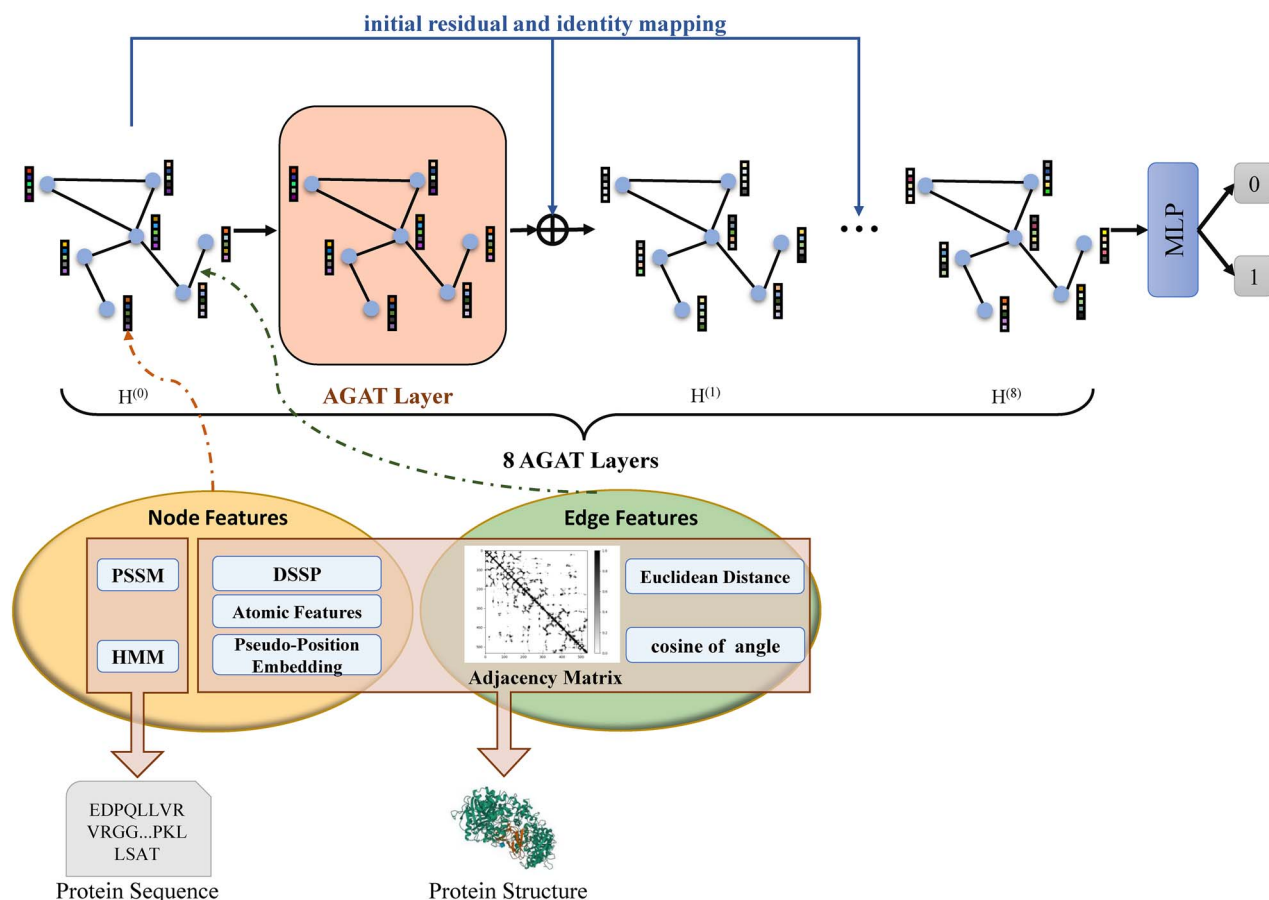 initial residual and identity mapping
MLP
0
1
H(0)
AGAT Layer
H(1)
H(8)
8 AGAT Layers
Node Features
Edge Features
PSSM
HMM
DSSP
Atomic Features
Pseudo-Position
Embedding
Adjacency Matrix
Euclidean Distance
cosine of angle
EDPQLLVR
VRGG...PKL
LSAT
Protein Sequence
Protein Structure